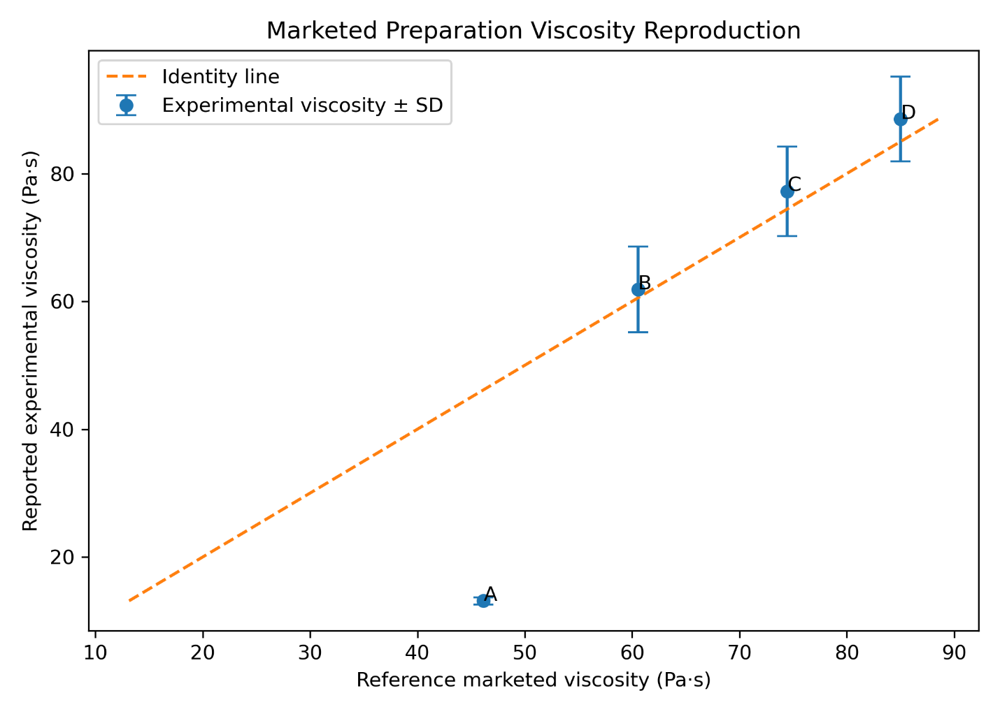 Marketed Preparation Viscosity Reproduction
Identity line
Experimental viscosity ± SD
Reported experimental viscosity (Pa·s)
80
60
40
20
D
C
B
A
10 20 30 40 50 60 70 80 90
Reference marketed viscosity (Pa·s)